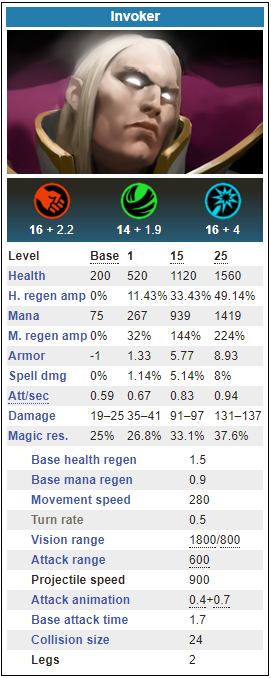 Invoker
16 + 2.2 14 + 1.9 16 + 4
Level Base 1 15 25
Health 200 520 1120 1560
H. regen amp 0% 11.43% 33.43% 49.14%
Mana 75 267 939 1419
M. regen amp 0% 32% 144% 224%
Armor -1 1.33 5.77 8.93
Spell dmg 0% 1.14% 5.14% 8%
Att/sec 0.59 0.67 0.83 0.94
Damage 19–25 35–41 91–97 131–137
Magic res. 25% 26.8% 33.1% 37.6%
Base health regen 1.5
Base mana regen 0.9
Movement speed 280
Turn rate 0.5
Vision range 1800/800
Attack range 600
Projectile speed 900
Attack animation 0.4+0.7
Base attack time 1.7
Collision size 24
Legs 2